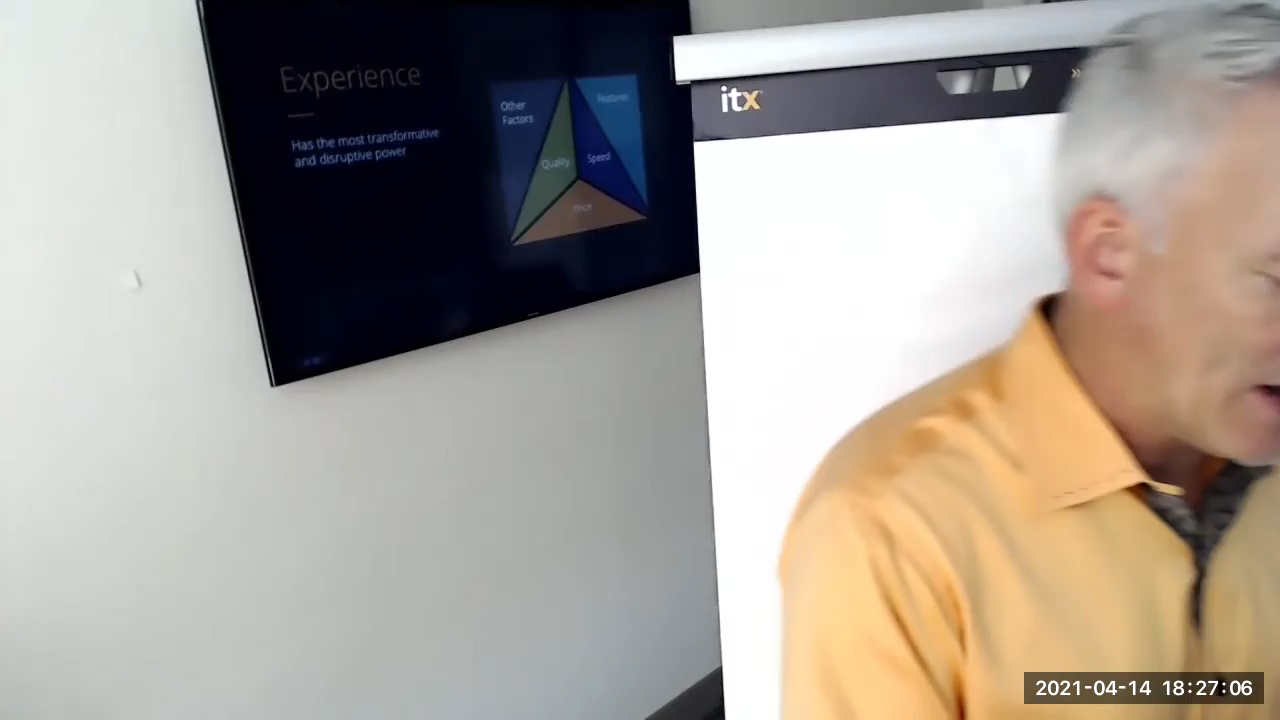 Experience
Has the most transformative
and disruptive power
Other
Factors
Features
Quality
Speed
Price
itx
»
2021-04-14 18:27:06